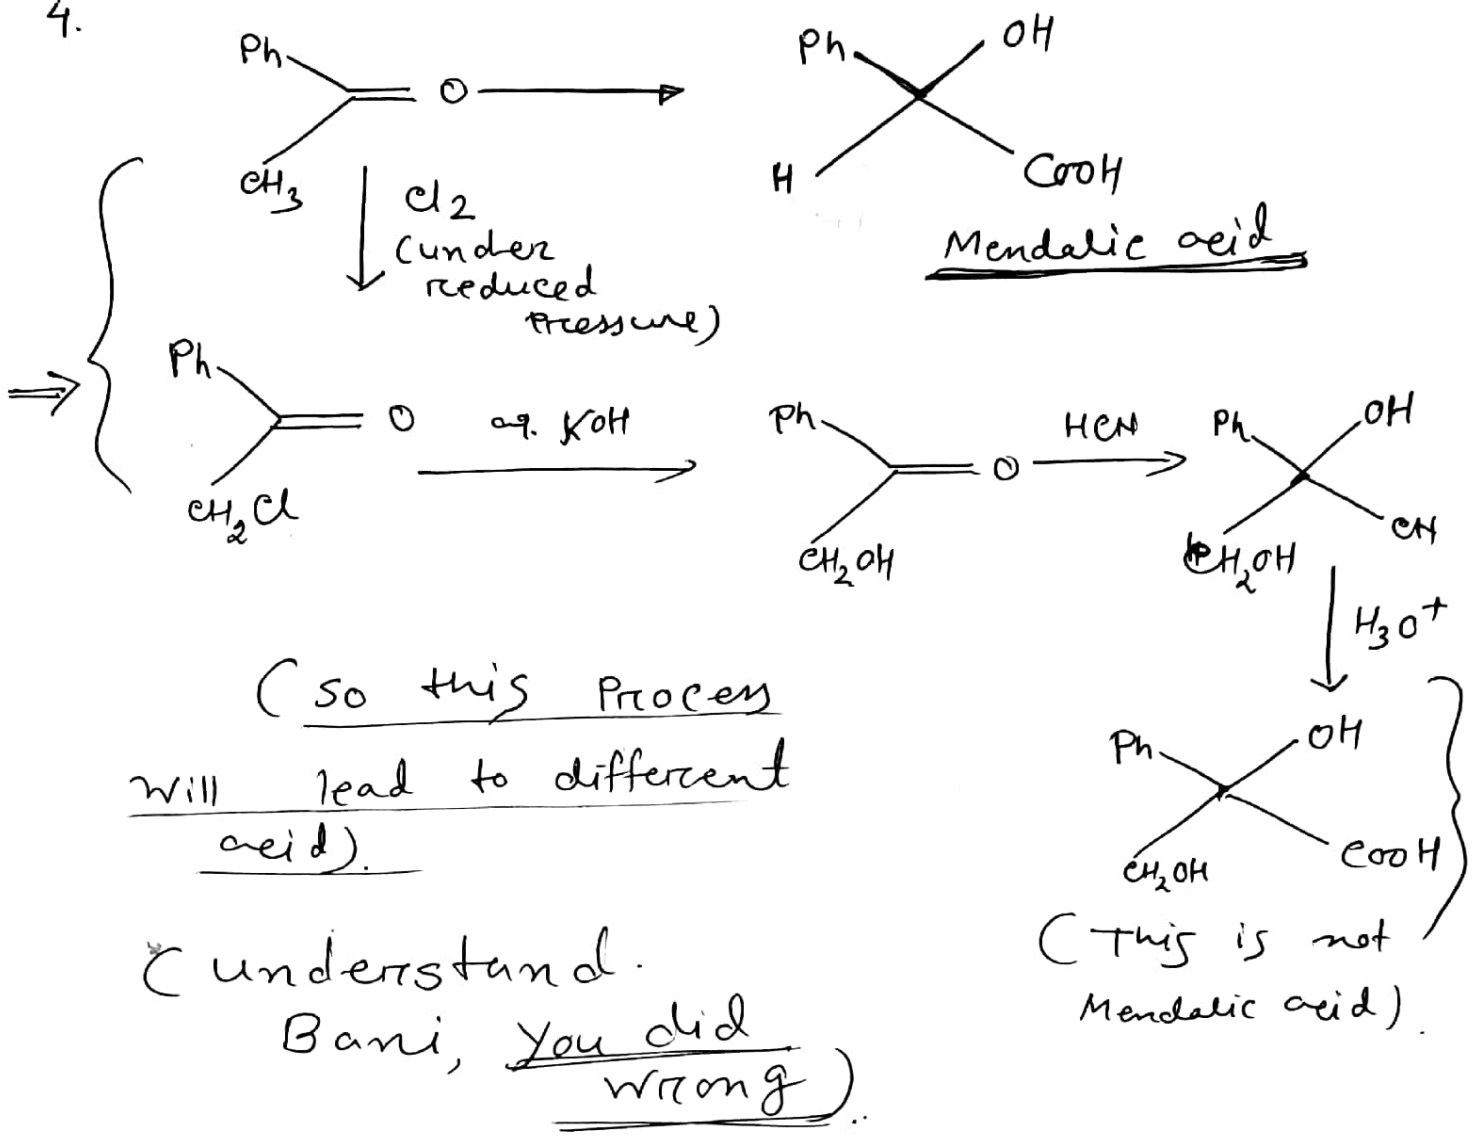 4.
Ph
O
CH3
Ph
OH
H
COOH
Mendalic acid
Cl2
(under
reduced
Pressure)
⇒
Ph
O
CH2Cl
aq. KOH
Ph
O
CH2OH
HCN
Ph
OH
CH2OH
CN
H3O+
(so this Process
will lead to different
acid).
Ph
OH
CH2OH
COOH
(This is not
Mendalic acid).
(understand.
Bani, you did
wrong)..